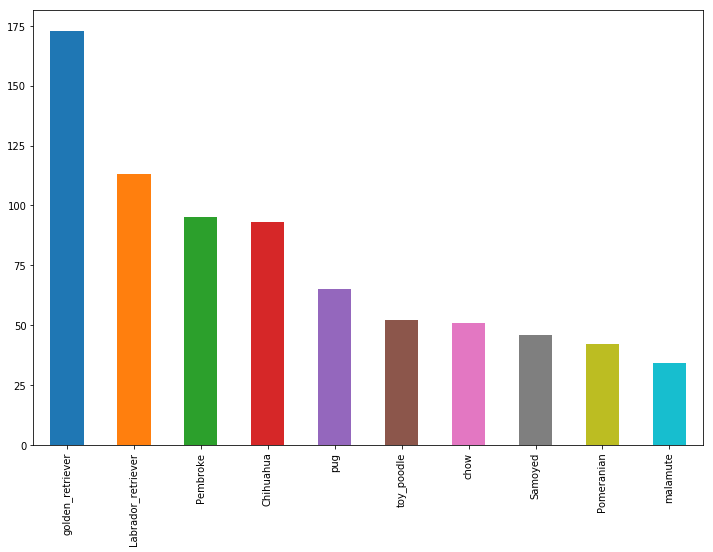 175
150
125
100
75
50
25
0
golden_retriever
Labrador_retriever
Pembroke
Chihuahua
pug
toy_poodle
chow
Samoyed
Pomeranian
malamute